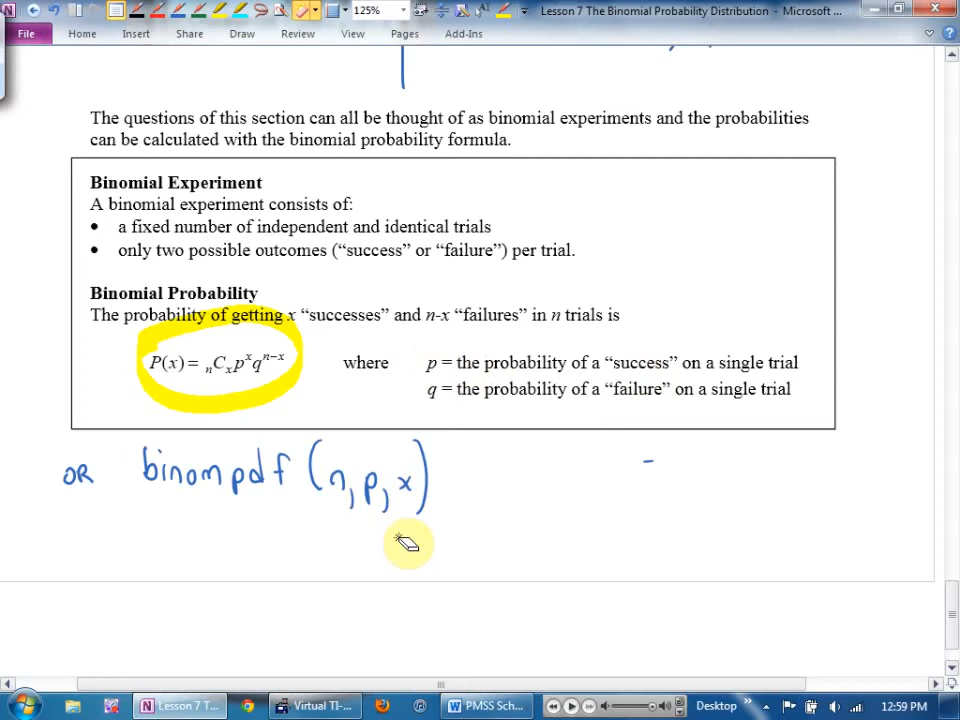 125%
Lesson 7 The Binomial Probability Distribution - Microsoft ...
File Home Insert Share Draw Review View Pages Add-Ins
The questions of this section can all be thought of as binomial experiments and the probabilities
can be calculated with the binomial probability formula.
Binomial Experiment
A binomial experiment consists of:
• a fixed number of independent and identical trials
• only two possible outcomes (“success” or “failure”) per trial.
Binomial Probability
The probability of getting x “successes” and n-x “failures” in n trials is
P(x) = ₙCₓpˣqⁿ⁻ˣ where p = the probability of a “success” on a single trial
q = the probability of a “failure” on a single trial
OR binompdf (n, p, x)
Lesson 7 T... Virtual TI-... PMSS Sch... Desktop 12:59 PM